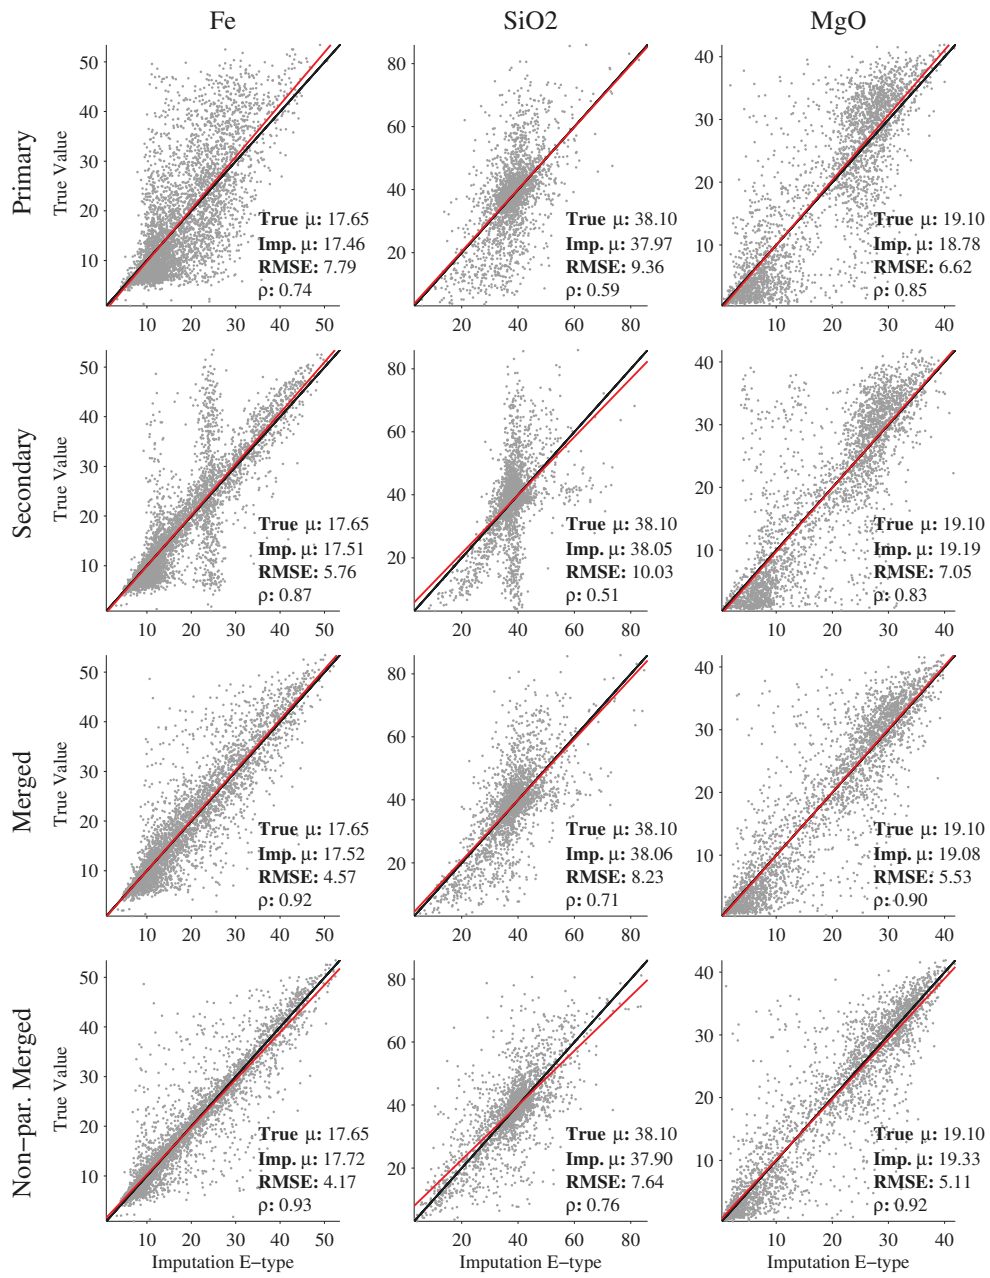 Fe SiO2 MgO
Primary
True Value
50
40
30
20
10
True μ: 17.65
Imp. μ: 17.46
RMSE: 7.79
ρ: 0.74
10 20 30 40 50
80
60
40
20
True μ: 38.10
Imp. μ: 37.97
RMSE: 9.36
ρ: 0.59
20 40 60 80
40
30
20
10
True μ: 19.10
Imp. μ: 18.78
RMSE: 6.62
ρ: 0.85
10 20 30 40
Secondary
True Value
50
40
30
20
10
True μ: 17.65
Imp. μ: 17.51
RMSE: 5.76
ρ: 0.87
10 20 30 40 50
80
60
40
20
True μ: 38.10
Imp. μ: 38.05
RMSE: 10.03
ρ: 0.51
20 40 60 80
40
30
20
10
True μ: 19.10
Imp. μ: 19.19
RMSE: 7.05
ρ: 0.83
10 20 30 40
Merged
True Value
50
40
30
20
10
True μ: 17.65
Imp. μ: 17.52
RMSE: 4.57
ρ: 0.92
10 20 30 40 50
80
60
40
20
True μ: 38.10
Imp. μ: 38.06
RMSE: 8.23
ρ: 0.71
20 40 60 80
40
30
20
10
True μ: 19.10
Imp. μ: 19.08
RMSE: 5.53
ρ: 0.90
10 20 30 40
Non−par. Merged
True Value
50
40
30
20
10
True μ: 17.65
Imp. μ: 17.72
RMSE: 4.17
ρ: 0.93
10 20 30 40 50
Imputation E−type
80
60
40
20
True μ: 38.10
Imp. μ: 37.90
RMSE: 7.64
ρ: 0.76
20 40 60 80
Imputation E−type
40
30
20
10
True μ: 19.10
Imp. μ: 19.33
RMSE: 5.11
ρ: 0.92
10 20 30 40
Imputation E−type